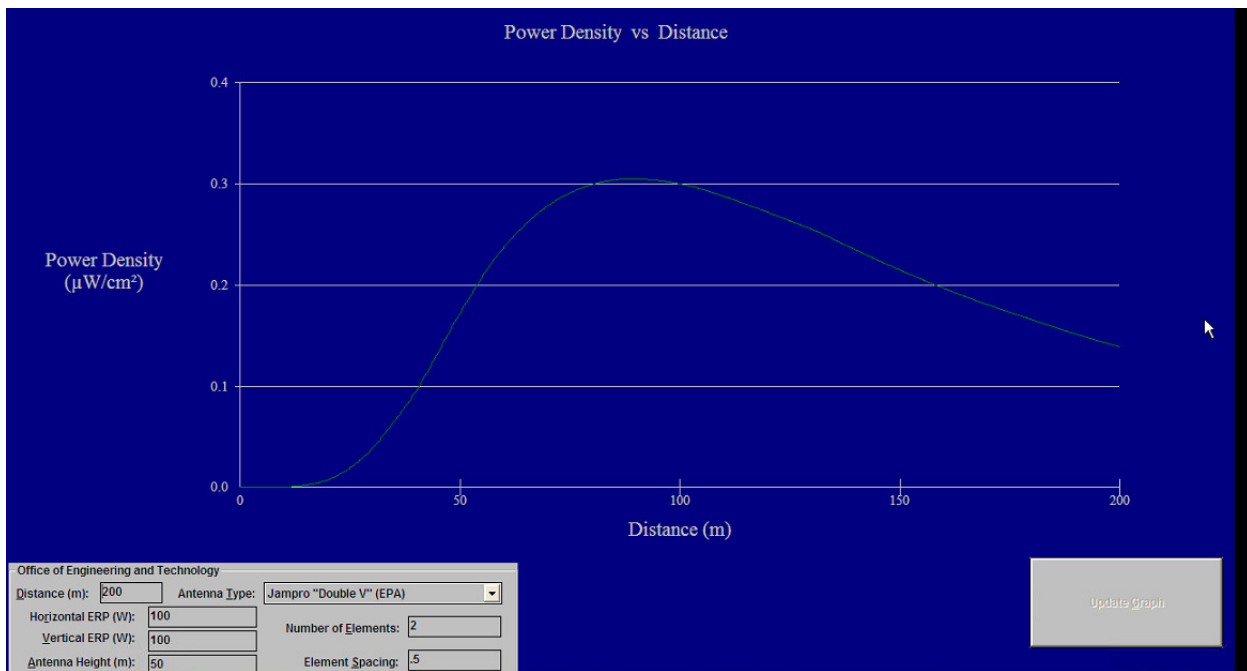 Power Density vs Distance
0.4
0.3
Power Density
(µW/cm²)
0.2
0.1
0.0
0 50 100 150 200
Distance (m)
Office of Engineering and Technology
Distance (m): 200 Antenna Type: Jampro "Double V" (EPA)
Horizontal ERP (W): 100
Number of Elements: 2
Vertical ERP (W): 100
Antenna Height (m): 50 Element Spacing: .5
Update Graph